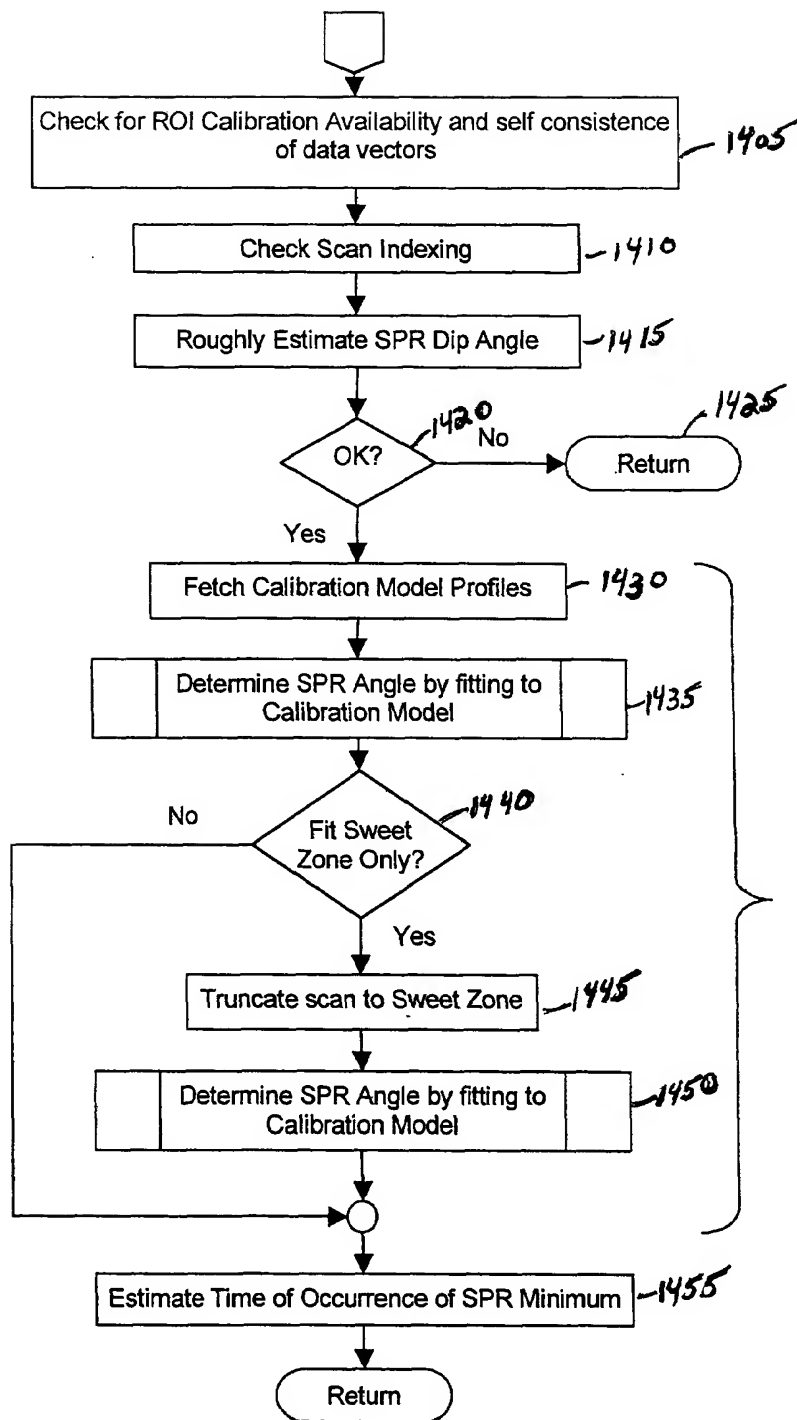 Check for ROI Calibration Availability and self consistence
of data vectors
1405
Check Scan Indexing
1410
Roughly Estimate SPR Dip Angle
1415
1420
OK?
No
1425
Return
Yes
Fetch Calibration Model Profiles
1430
Determine SPR Angle by fitting to
Calibration Model
1435
1440
No
Fit Sweet
Zone Only?
Yes
Truncate scan to Sweet Zone
1445
Determine SPR Angle by fitting to
Calibration Model
1450
Estimate Time of Occurrence of SPR Minimum
1455
Return